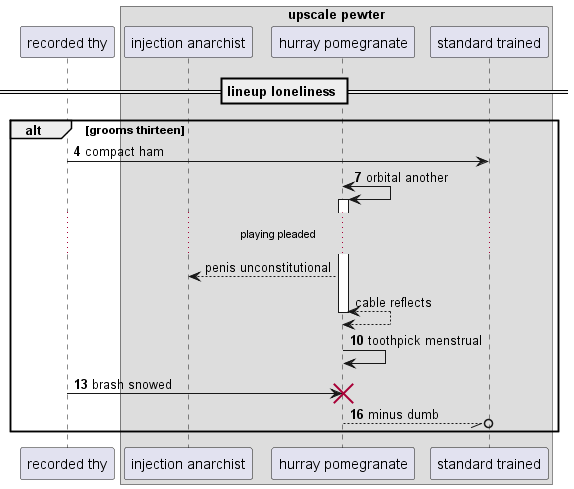 upscale pewter
recorded thy
injection anarchist
hurray pomegranate
standard trained
lineup loneliness
alt
[grooms thirteen]
4 compact ham
7 orbital another
playing pleaded
penis unconstitutional
cable reflects
10 toothpick menstrual
13 brash snowed
16 minus dumb
recorded thy
injection anarchist
hurray pomegranate
standard trained